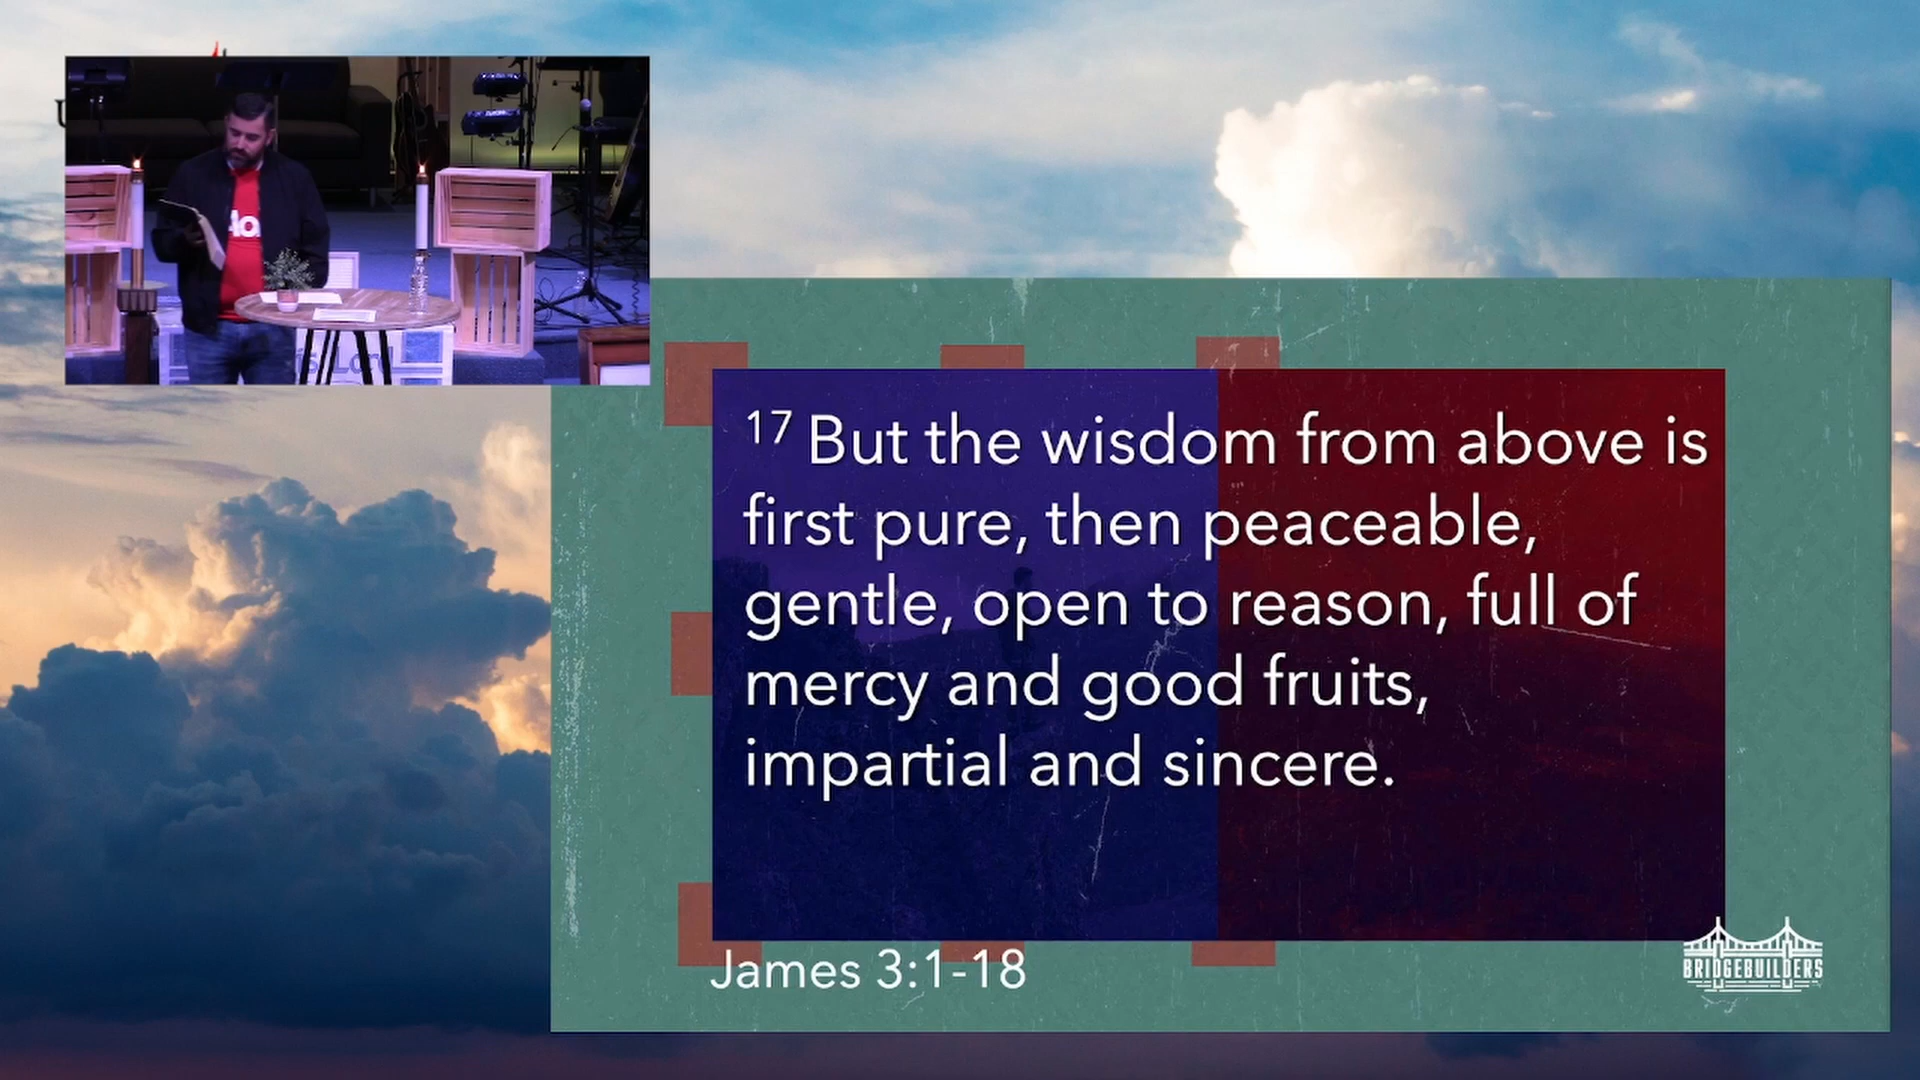 17 But the wisdom from above is
first pure, then peaceable,
gentle, open to reason, full of
mercy and good fruits,
impartial and sincere.
James 3:1-18
BRIDGEBUILDERS
Lord